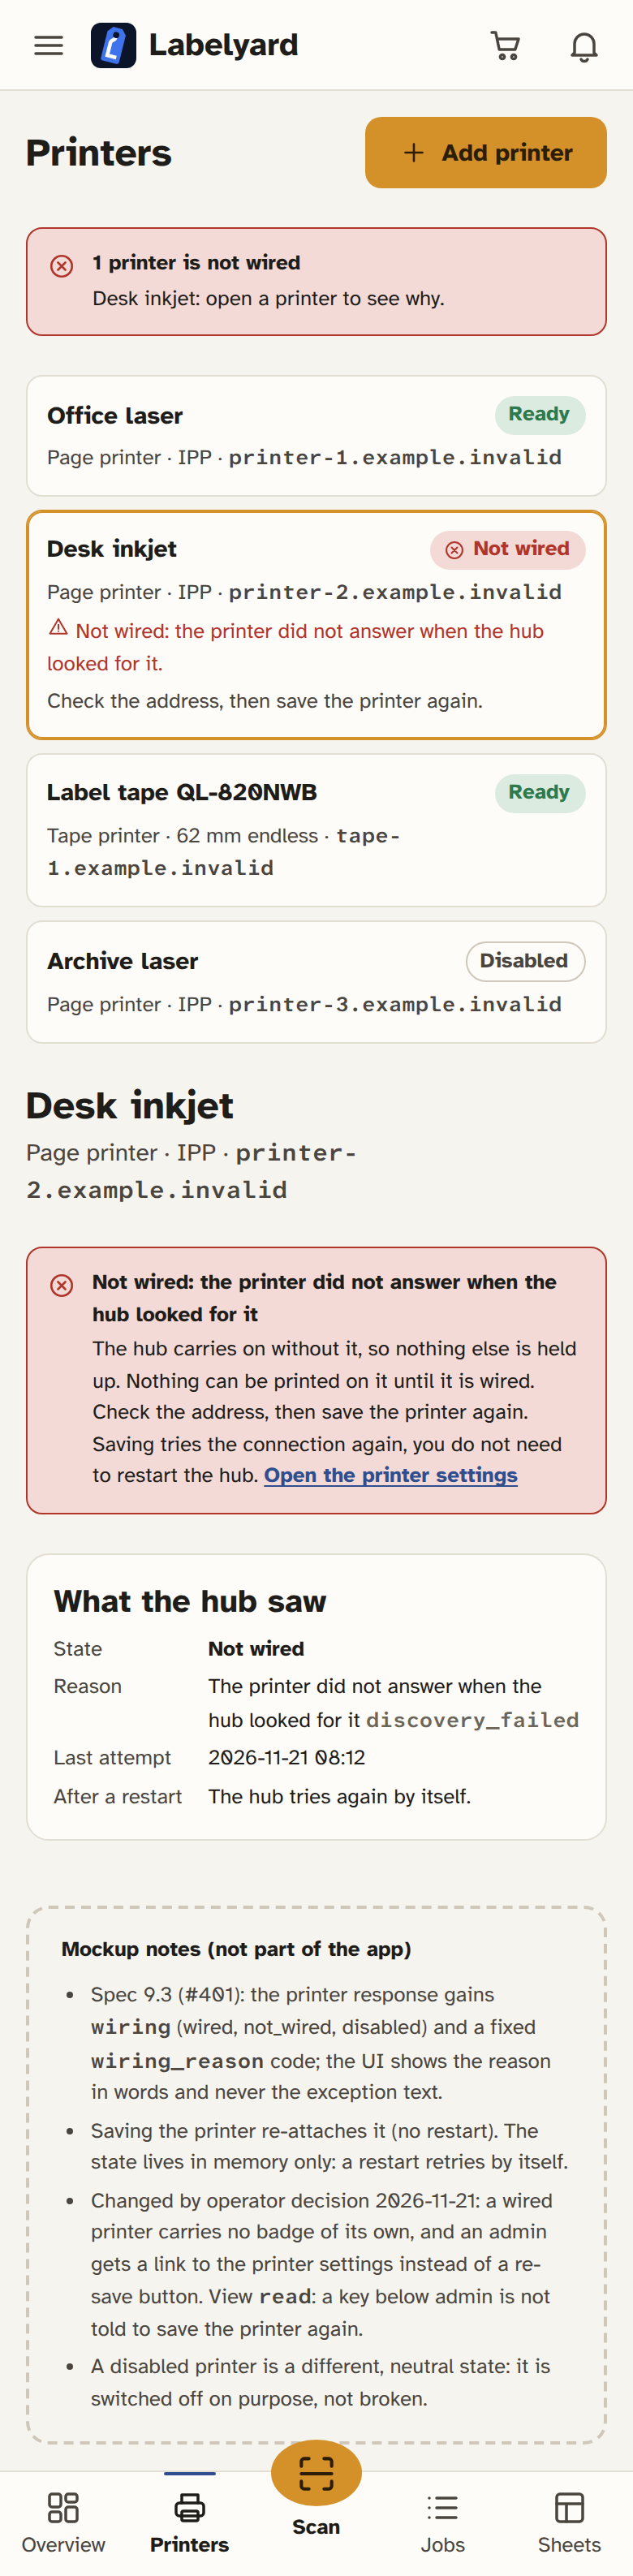 Labelyard
Printers
Add printer
1 printer is not wired
Desk inkjet: open a printer to see why.
Office laser
Ready
Page printer · IPP · printer-1.example.invalid
Desk inkjet
Not wired
Page printer · IPP · printer-2.example.invalid
Not wired: the printer did not answer when the hub
looked for it.
Check the address, then save the printer again.
Label tape QL-820NWB
Ready
Tape printer · 62 mm endless · tape-
1.example.invalid
Archive laser
Disabled
Page printer · IPP · printer-3.example.invalid
Desk inkjet
Page printer · IPP · printer-
2.example.invalid
Not wired: the printer did not answer when the
hub looked for it
The hub carries on without it, so nothing else is held
up. Nothing can be printed on it until it is wired.
Check the address, then save the printer again.
Saving tries the connection again, you do not need
to restart the hub. Open the printer settings
What the hub saw
State Not wired
Reason The printer did not answer when the
hub looked for it discovery_failed
Last attempt 2026-11-21 08:12
After a restart The hub tries again by itself.
Mockup notes (not part of the app)
• Spec 9.3 (#401): the printer response gains
wiring (wired, not_wired, disabled) and a fixed
wiring_reason code; the UI shows the reason
in words and never the exception text.
• Saving the printer re-attaches it (no restart). The
state lives in memory only: a restart retries by itself.
• Changed by operator decision 2026-11-21: a wired
printer carries no badge of its own, and an admin
gets a link to the printer settings instead of a re-
save button. View read: a key below admin is not
told to save the printer again.
• A disabled printer is a different, neutral state: it is
switched off on purpose, not broken.
Overview
Printers
Scan
Jobs
Sheets